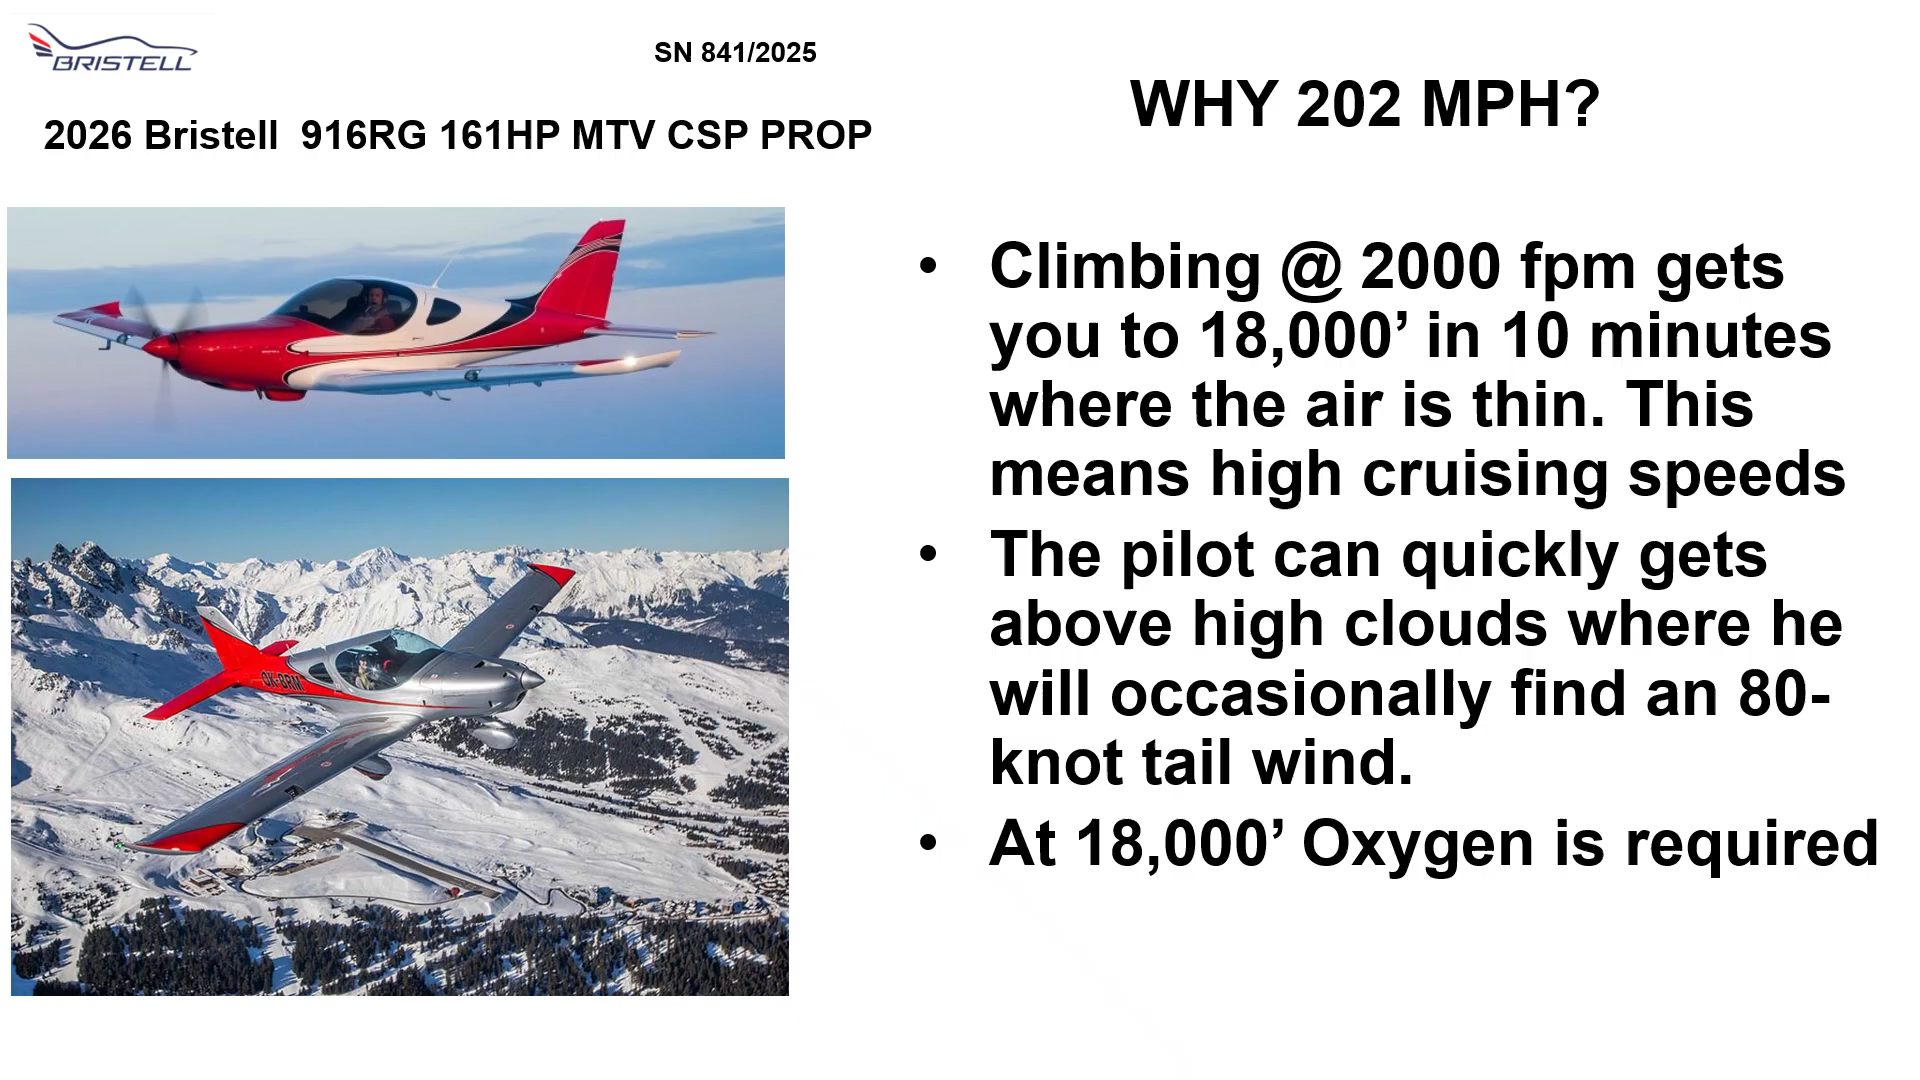 BRISTELL
SN 841/2025
2026 Bristell 916RG 161HP MTV CSP PROP
WHY 202 MPH?
• Climbing @ 2000 fpm gets
you to 18,000’ in 10 minutes
where the air is thin. This
means high cruising speeds
• The pilot can quickly gets
above high clouds where he
will occasionally find an 80-
knot tail wind.
• At 18,000’ Oxygen is required
OK-BRM